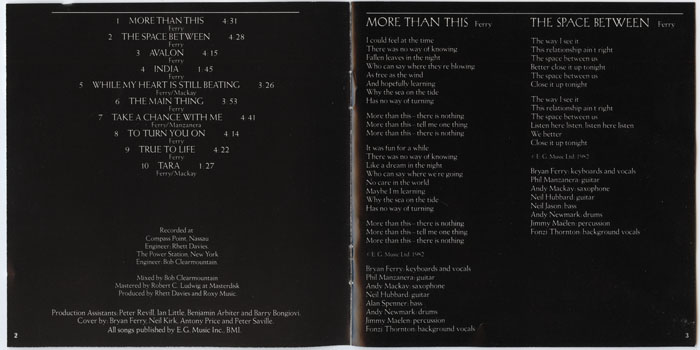 1 MORE THAN THIS 4:31
Ferry
2 THE SPACE BETWEEN 4:28
Ferry
3 AVALON 4:15
Ferry
4 INDIA 1:45
Ferry
5 WHILE MY HEART IS STILL BEATING 3:26
Ferry/Mackay
6 THE MAIN THING 3:53
Ferry
7 TAKE A CHANCE WITH ME 4:41
Ferry/Manzanera
8 TO TURN YOU ON 4:14
Ferry
9 TRUE TO LIFE 4:22
Ferry
10 TARA 1:27
Ferry/Mackay
Recorded at
Compass Point, Nassau
Engineer: Rhett Davies
The Power Station, New York
Engineer: Bob Clearmountain
Mixed by Bob Clearmountain
Mastered by Robert C. Ludwig at Masterdisk
Produced by Rhett Davies and Roxy Music.
Production Assistants: Peter Revill, Ian Little, Benjamin Arbiter and Barry Bongiovi.
Cover by: Bryan Ferry, Neil Kirk, Antony Price and Peter Saville.
All songs published by E.G. Music Inc., BMI.
2
MORE THAN THIS Ferry
I could feel at the time
There was no way of knowing
Fallen leaves in the night
Who can say where they're blowing
As free as the wind
And hopefully learning
Why the sea on the tide
Has no way of turning
More than this - there is nothing
More than this - tell me one thing
More than this - there is nothing
It was fun for a while
There was no way of knowing
Like a dream in the night
Who can say where we're going
No care in the world
Maybe I'm learning
Why the sea on the tide
Has no way of turning
More than this - there is nothing
More than this - tell me one thing
More than this - there is nothing
E.G. Music Ltd. 1982
Bryan Ferry: keyboards and vocals
Phil Manzanera: guitar
Andy Mackay: saxophone
Neil Hubbard: guitar
Alan Spenner: bass
Andy Newmark: drums
Jimmy Maelen: percussion
Fonzi Thornton: background vocals
THE SPACE BETWEEN Ferry
The way I see it
This relationship ain't right
The space between us
Better close it up tonight
The space between us
Close it up tonight
The way I see it
This relationship ain't right
The space between us
Listen here listen, listen here listen
We better
Close it up tonight
E.G. Music Ltd. 1982
Bryan Ferry: keyboards and vocals
Phil Manzanera: guitar
Andy Mackay: saxophone
Neil Hubbard: guitar
Neil Jason: bass
Andy Newmark: drums
Jimmy Maelen: percussion
Fonzi Thornton: background vocals
3